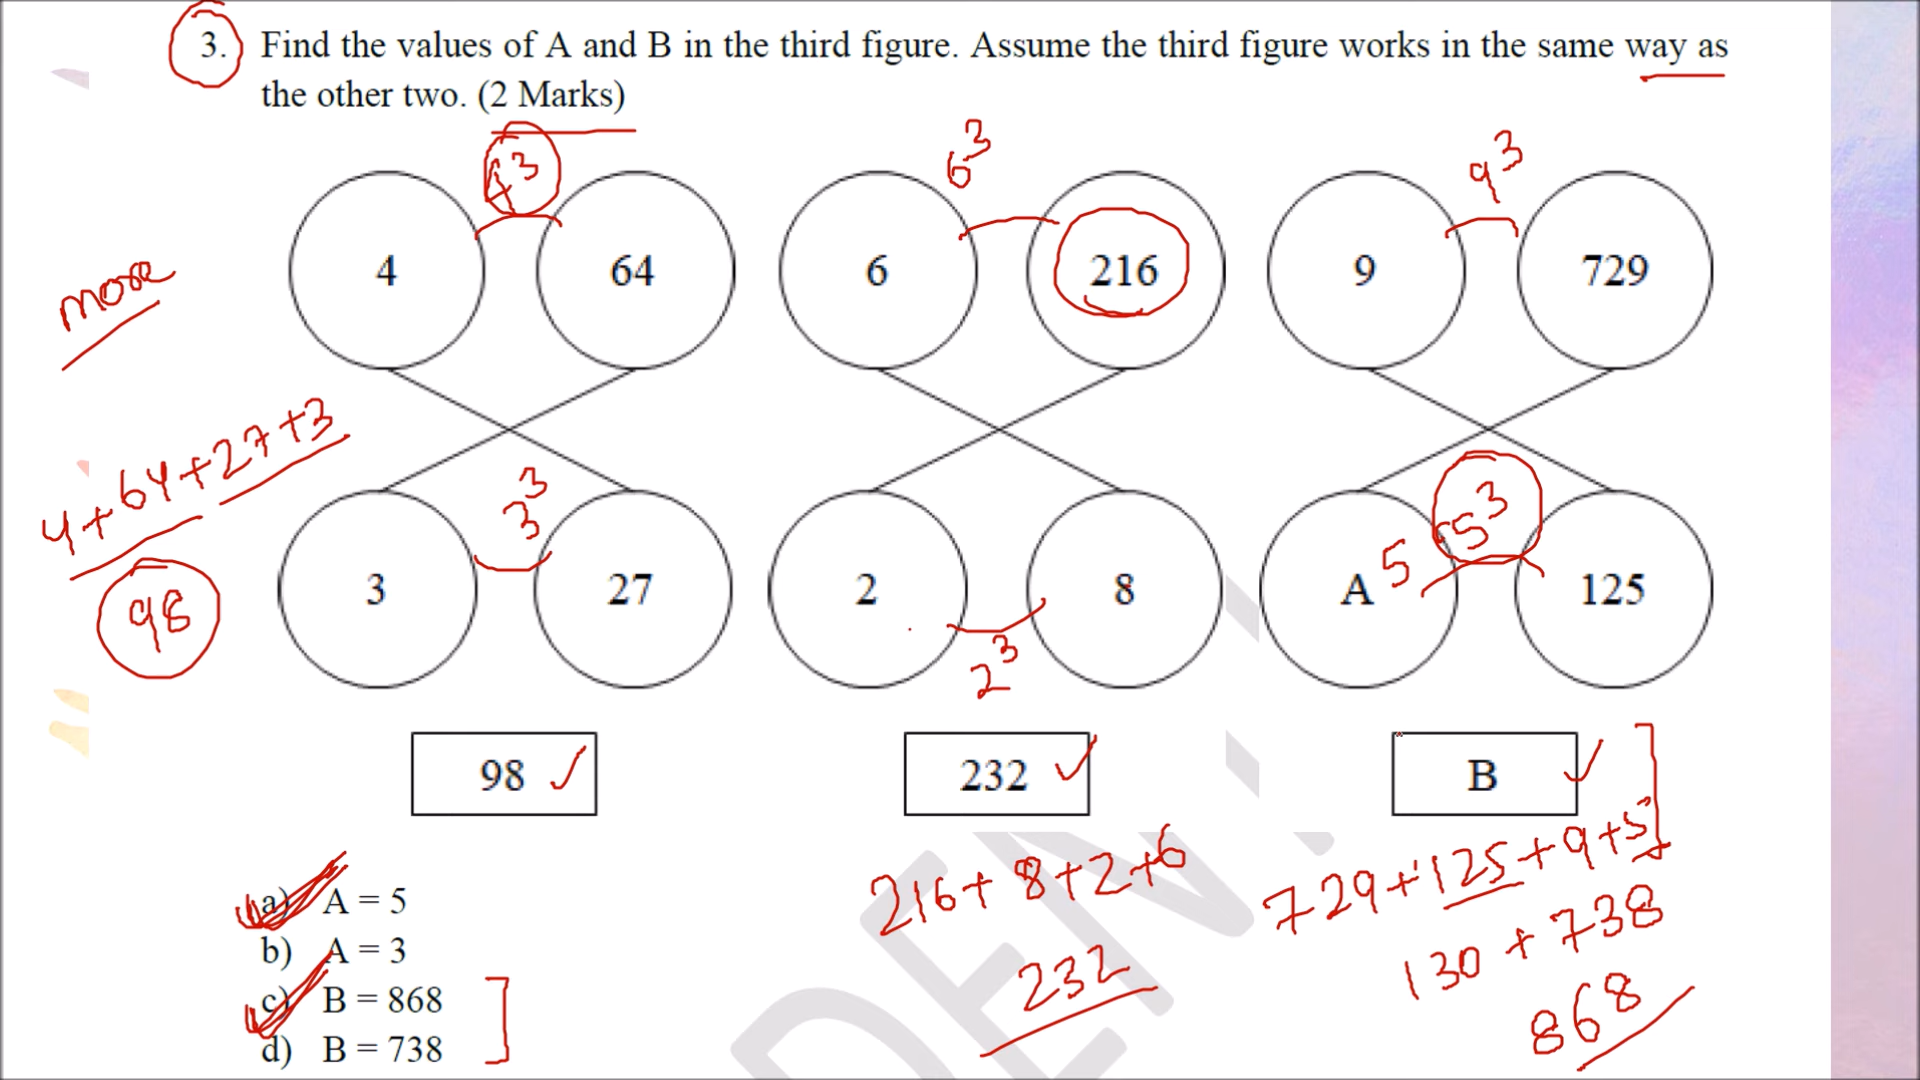 3. Find the values of A and B in the third figure. Assume the third figure works in the same way as
the other two. (2 Marks)
4³ 6³ 9³
4 64 6 216 9 729
more
4+64+27+3
98
3³ 5³
3 27 2 8 A 5 125
2³
98 232 B
216+8+2+6 729+125+9+5
232 130+738
868
a) A = 5
b) A = 3
c) B = 868
d) B = 738
DEN